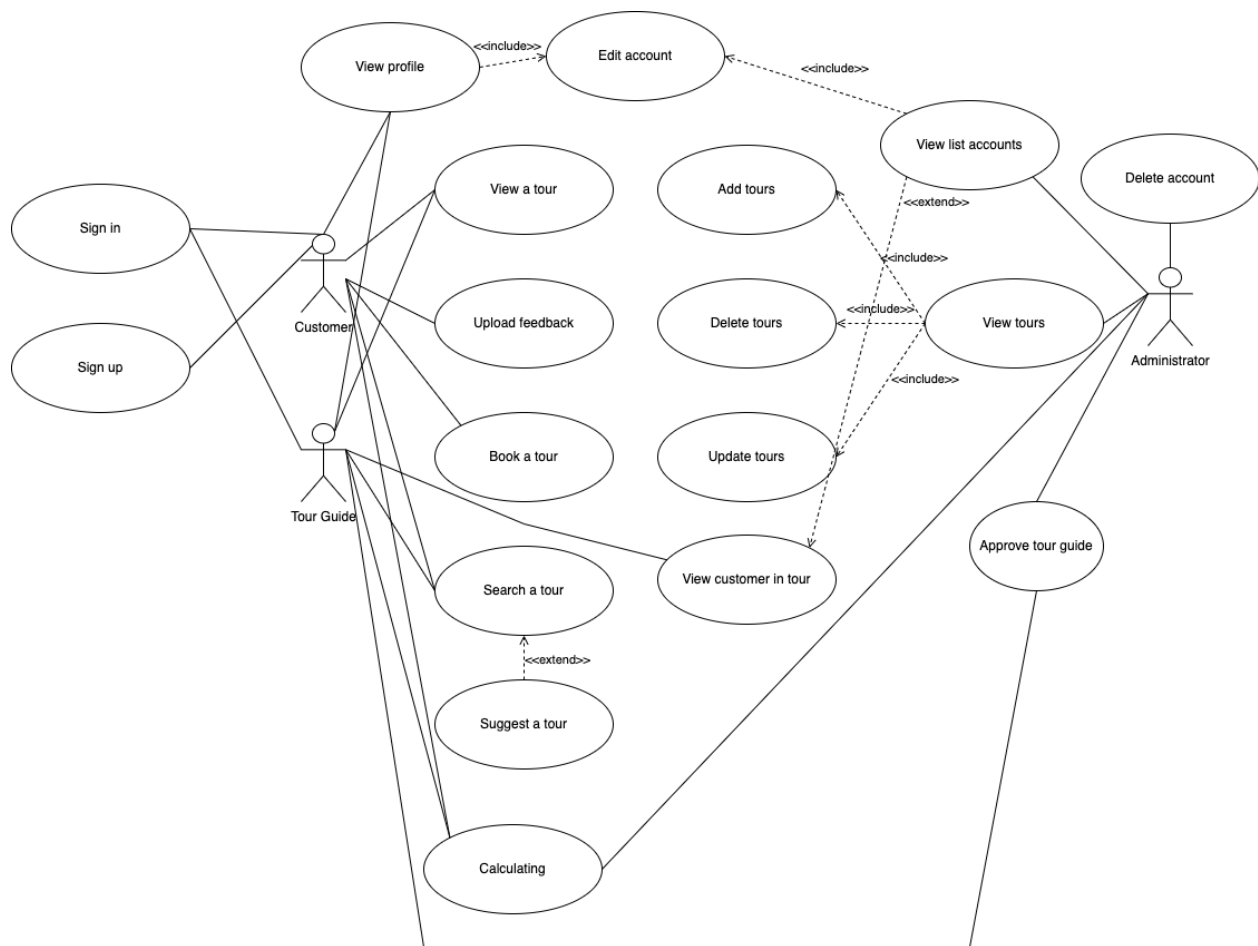 View profile
<<include>>
Edit account
<<include>>
View list accounts
Delete account
View a tour
Add tours
<<extend>>
Sign in
<<include>>
Customer
Upload feedback
Delete tours
<<include>>
View tours
Administrator
Sign up
<<include>>
Book a tour
Update tours
Tour Guide
Approve tour guide
View customer in tour
Search a tour
<<extend>>
Suggest a tour
Calculating